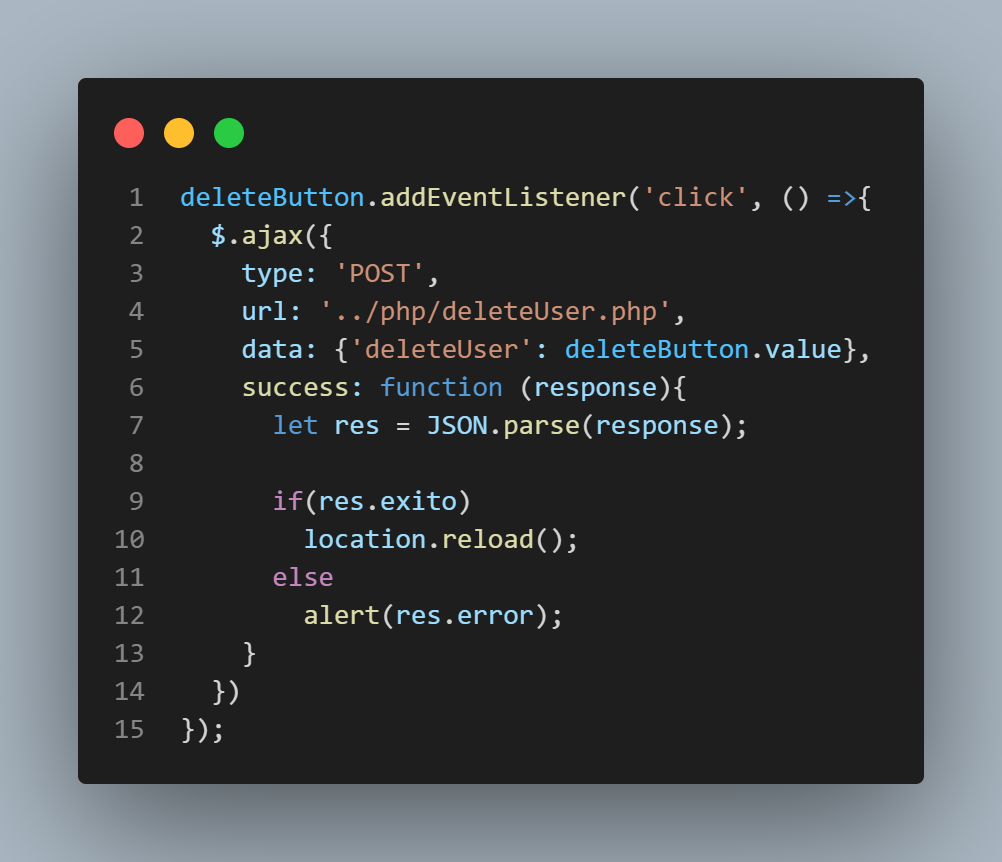 1 deleteButton.addEventListener('click', () =>{
2   $.ajax({
3     type: 'POST',
4     url: '../php/deleteUser.php',
5     data: {'deleteUser': deleteButton.value},
6     success: function (response){
7       let res = JSON.parse(response);
8
9       if(res.exito)
10         location.reload();
11       else
12         alert(res.error);
13     }
14   })
15 });